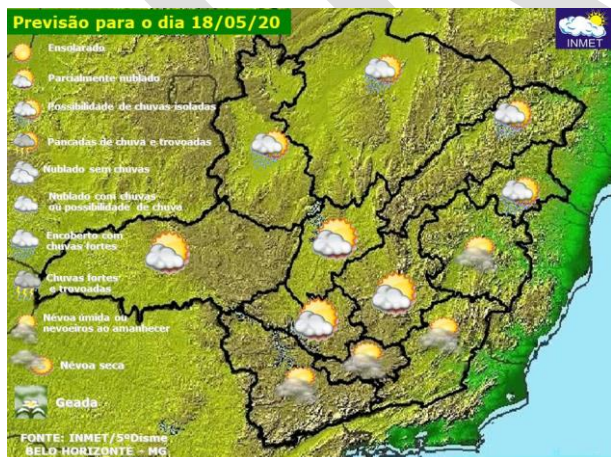 Previsão para o dia 18/05/20
INMET
Ensolarado
Parcialmente nublado
Possibilidade de chuvas isoladas
Pancadas de chuva e trovoadas
Nublado sem chuvas
Nublado com chuvas
ou possibilidade de chuva
Encoberto com
chuvas fortes
Chuvas fortes
e trovoadas
Névoa úmida ou
nevoeiros ao amanhecer
Névoa seca
Geada
FONTE: INMET/5ºDisme
BELO HORIZONTE - MG